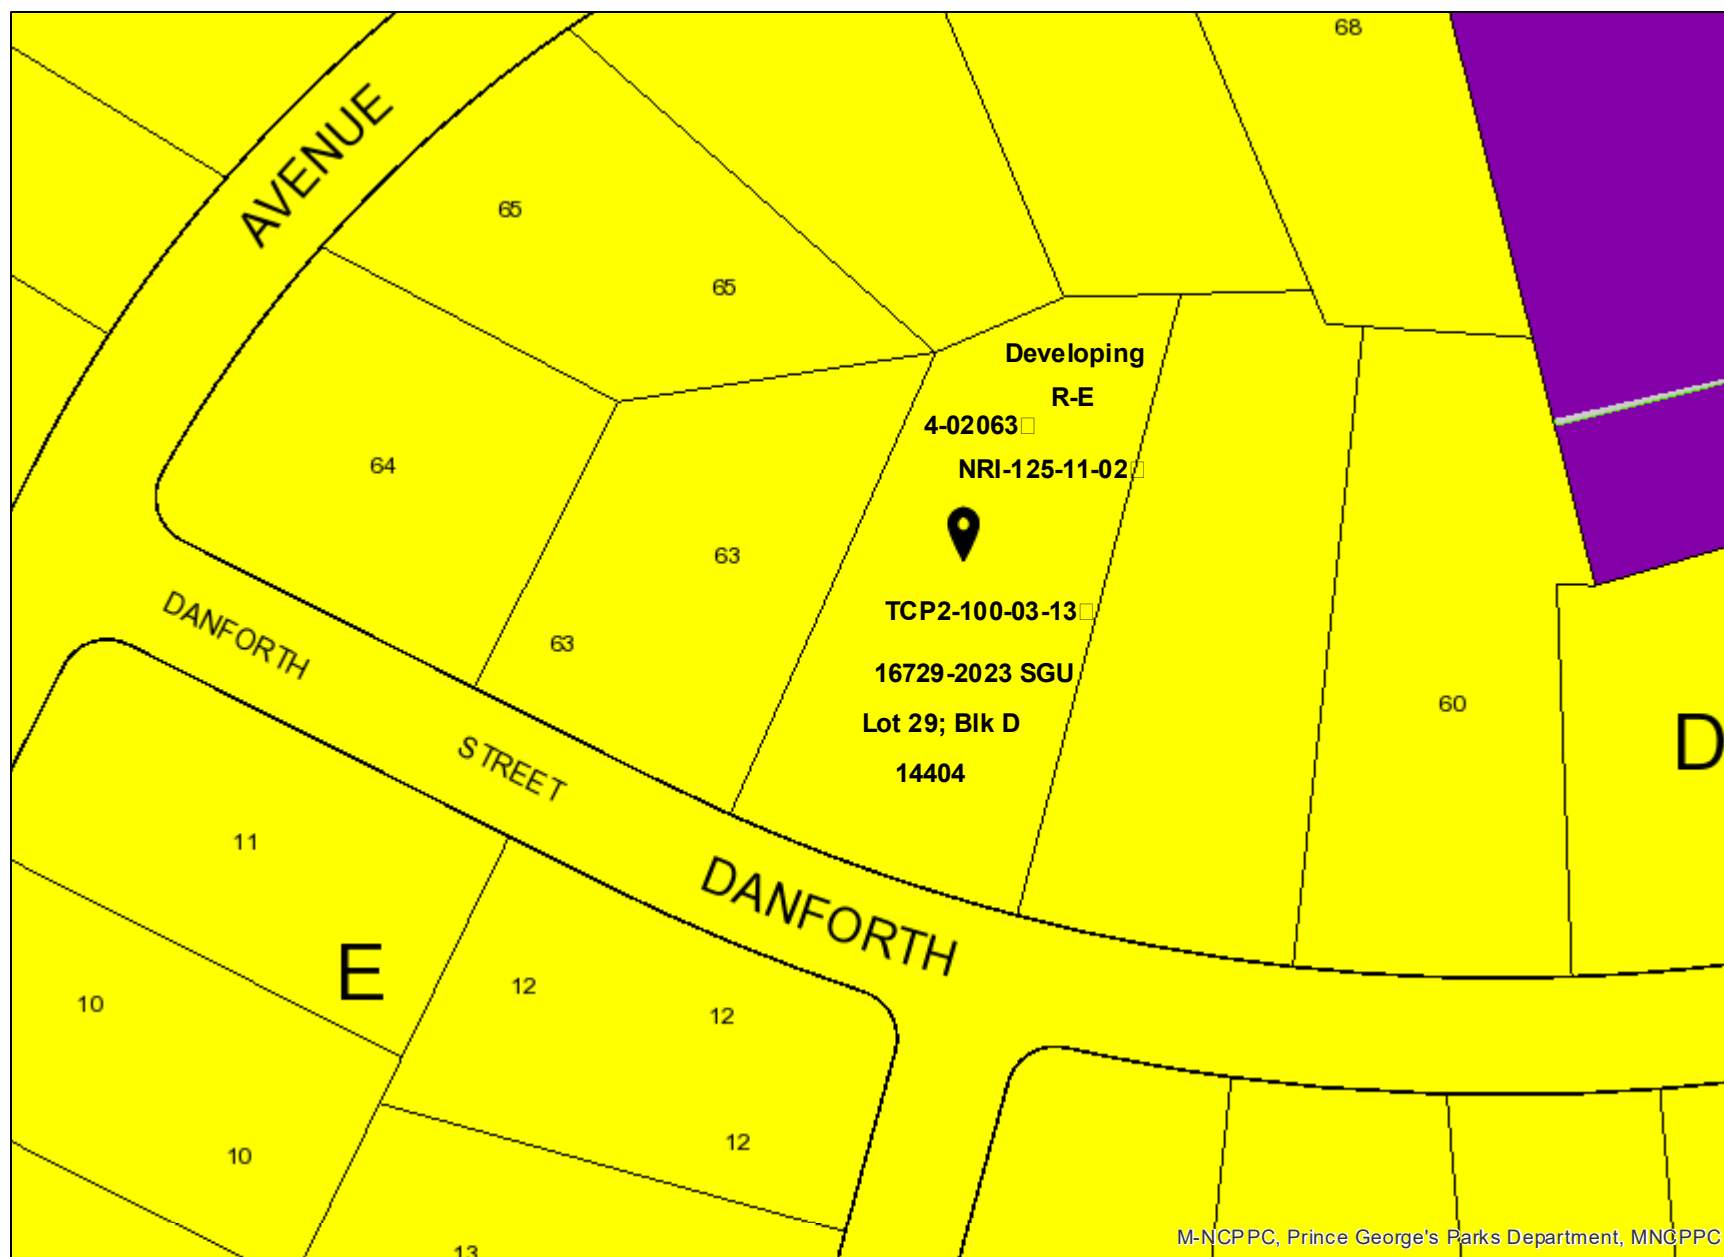 68
AVENUE
65
65
Developing
R-E
4-02063
64
NRI-125-11-02
63
DANFORTH
TCP2-100-03-13
63
16729-2023 SGU
60
Lot 29; Blk D
D
STREET
14404
11
DANFORTH
E
12
10
12
12
10
13
M-NCPPC, Prince George's Parks Department, MNCPPC